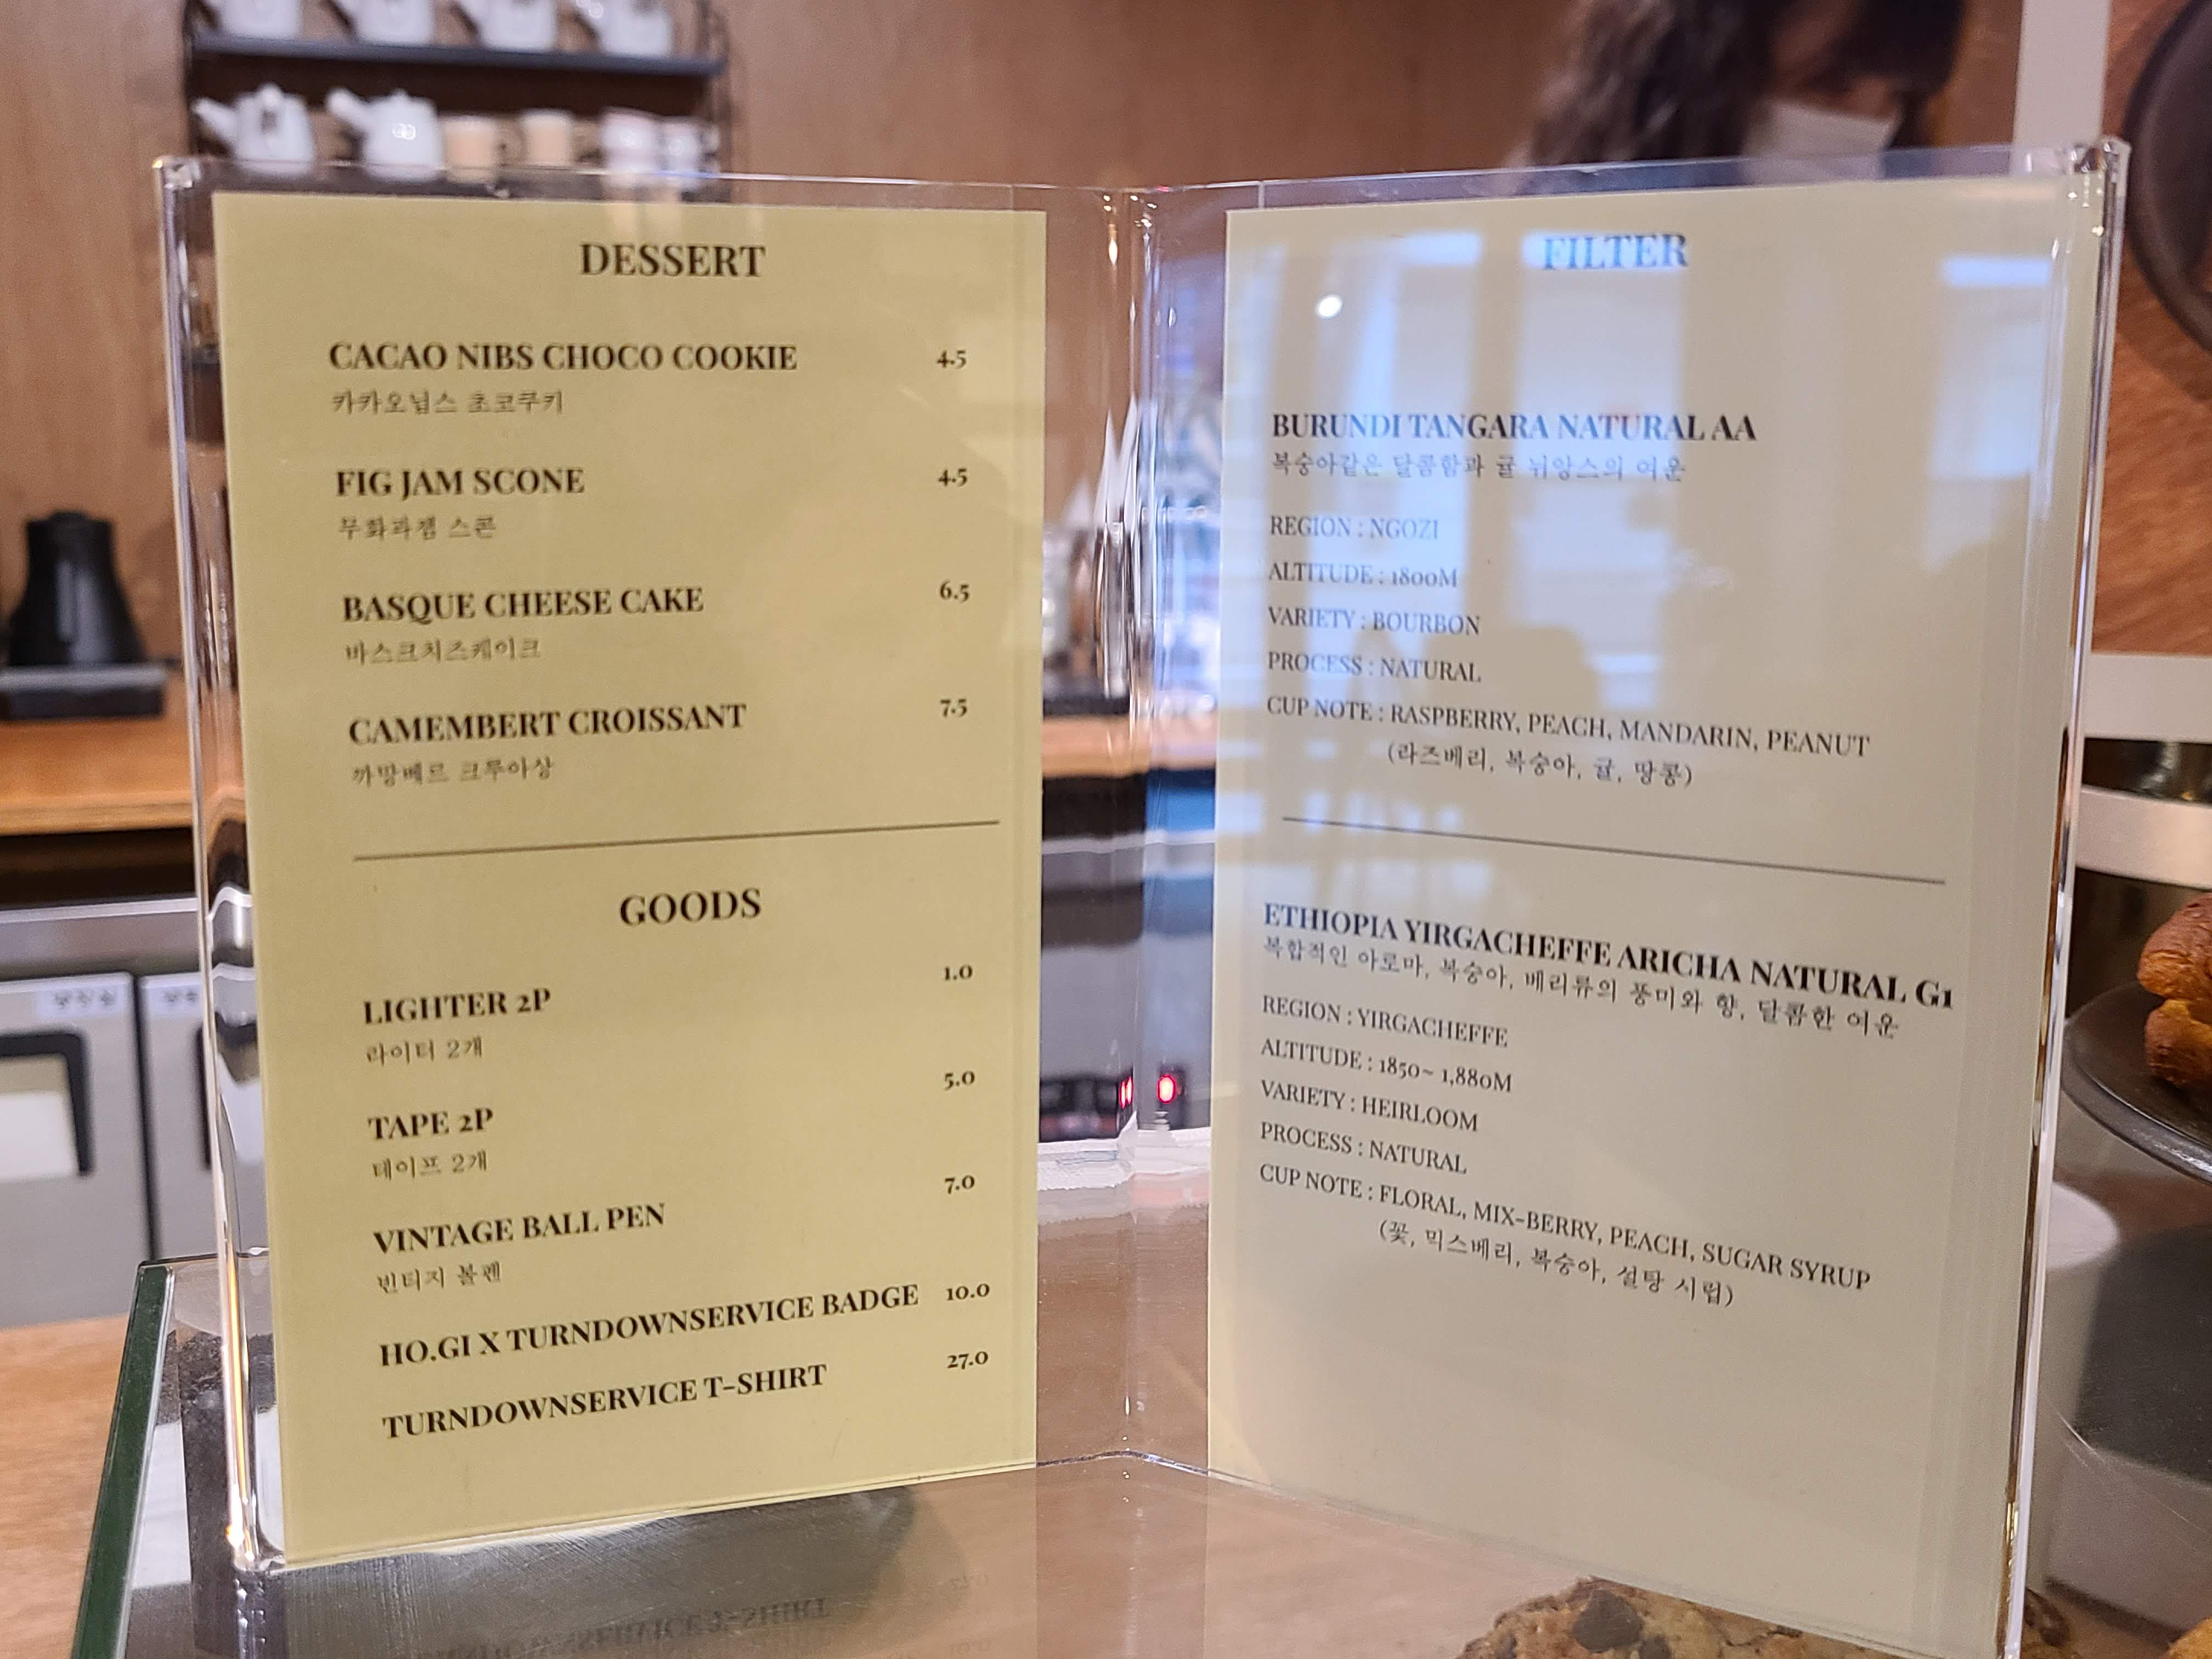 DESSERT
CACAO NIBS CHOCO COOKIE 4.5
카카오닙스 초코쿠키
FIG JAM SCONE 4.5
무화과잼 스콘
BASQUE CHEESE CAKE 6.5
바스크치즈케이크
CAMEMBERT CROISSANT 7.5
까망베르 크루아상
GOODS
LIGHTER 2P 1.0
라이터 2개
TAPE 2P 5.0
테이프 2개
VINTAGE BALL PEN 7.0
빈티지 볼펜
HO.GI X TURNDOWNSERVICE BADGE 10.0
TURNDOWNSERVICE T-SHIRT 27.0
FILTER
BURUNDI TANGARA NATURAL AA
복숭아같은 달콤함과 귤 뉘앙스의 여운
REGION : NGOZI
ALTITUDE : 1800M
VARIETY : BOURBON
PROCESS : NATURAL
CUP NOTE : RASPBERRY, PEACH, MANDARIN, PEANUT
(라즈베리, 복숭아, 귤, 땅콩)
ETHIOPIA YIRGACHEFFE ARICHA NATURAL G1
복합적인 아로마, 복숭아, 베리류의 풍미와 향, 달콤한 여운
REGION : YIRGACHEFFE
ALTITUDE : 1850~ 1,880M
VARIETY : HEIRLOOM
PROCESS : NATURAL
CUP NOTE : FLORAL, MIX-BERRY, PEACH, SUGAR SYRUP
(꽃, 믹스베리, 복숭아, 설탕 시럽)